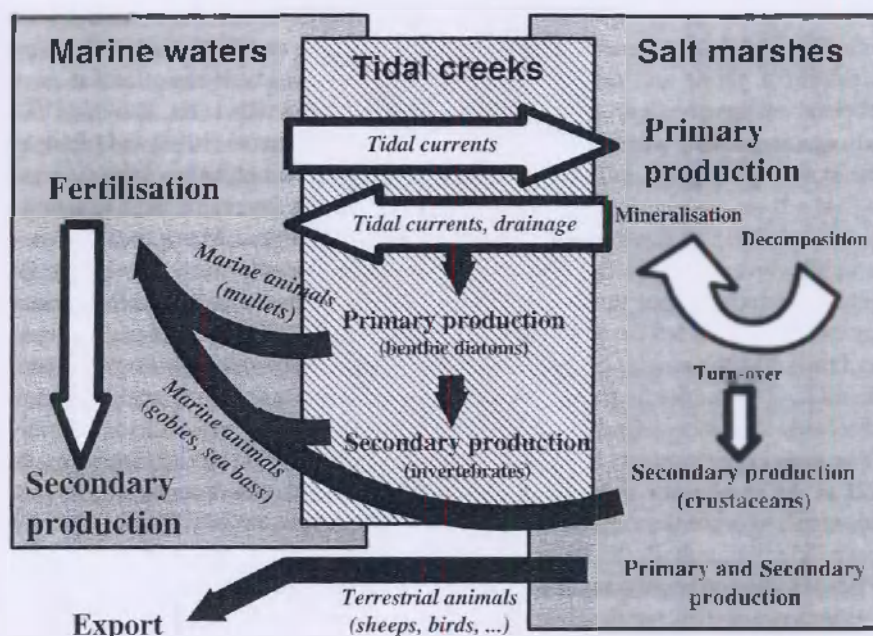 Marine waters
Tidal creeks
Salt marshes
Tidal currents
Primary
production
Fertilisation
Tidal currents, drainage
Mineralisation
Decomposition
Marine animals
(mullets)
Primary production
(benthic diatoms)
Turn-over
Marine animals
(gobies, sea bass)
Secondary production
(invertebrates)
Secondary
production
Secondary production
(crustaceans)
Primary and Secondary
production
Export
Terrestrial animals
(sheeps, birds, ...)